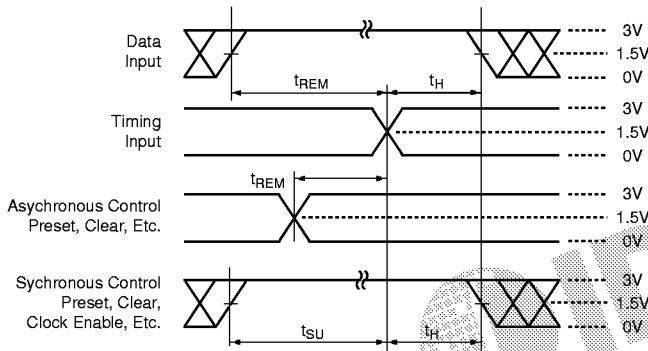 Data
Input
3V
1.5V
0V
tREM
tH
Timing
Input
3V
1.5V
0V
tREM
Asychronous Control
Preset, Clear, Etc.
3V
1.5V
0V
Sychronous Control
Preset, Clear,
Clock Enable, Etc.
3V
1.5V
0V
tSU
tH